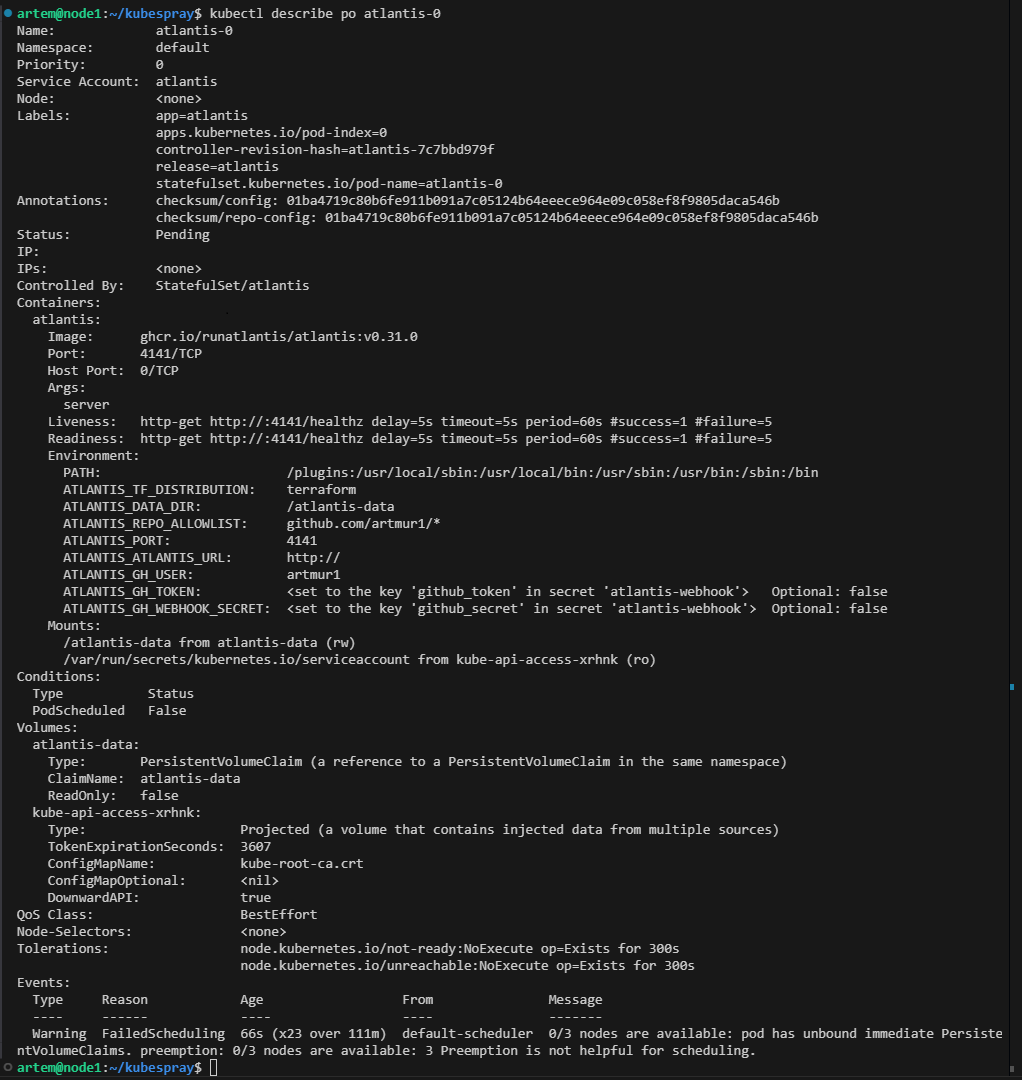 artem@node1:~/kubespray$ kubectl describe po atlantis-0
Name:             atlantis-0
Namespace:        default
Priority:         0
Service Account:  atlantis
Node:             <none>
Labels:           app=atlantis
                  apps.kubernetes.io/pod-index=0
                  controller-revision-hash=atlantis-7c7bbd979f
                  release=atlantis
                  statefulset.kubernetes.io/pod-name=atlantis-0
Annotations:      checksum/config: 01ba4719c80b6fe911b091a7c05124b64eeece964e09c058ef8f9805daca546b
                  checksum/repo-config: 01ba4719c80b6fe911b091a7c05124b64eeece964e09c058ef8f9805daca546b
Status:           Pending
IP:
IPs:              <none>
Controlled By:    StatefulSet/atlantis
Containers:
  atlantis:
    Image:      ghcr.io/runatlantis/atlantis:v0.31.0
    Port:       4141/TCP
    Host Port:  0/TCP
    Args:
      server
    Liveness:   http-get http://:4141/healthz delay=5s timeout=5s period=60s #success=1 #failure=5
    Readiness:  http-get http://:4141/healthz delay=5s timeout=5s period=60s #success=1 #failure=5
    Environment:
      PATH:                        /plugins:/usr/local/sbin:/usr/local/bin:/usr/sbin:/usr/bin:/sbin:/bin
      ATLANTIS_TF_DISTRIBUTION:    terraform
      ATLANTIS_DATA_DIR:           /atlantis-data
      ATLANTIS_REPO_ALLOWLIST:     github.com/artmur1/*
      ATLANTIS_PORT:               4141
      ATLANTIS_ATLANTIS_URL:       http://
      ATLANTIS_GH_USER:            artmur1
      ATLANTIS_GH_TOKEN:           <set to the key 'github_token' in secret 'atlantis-webhook'>   Optional: false
      ATLANTIS_GH_WEBHOOK_SECRET:  <set to the key 'github_secret' in secret 'atlantis-webhook'>  Optional: false
    Mounts:
      /atlantis-data from atlantis-data (rw)
      /var/run/secrets/kubernetes.io/serviceaccount from kube-api-access-xrhnk (ro)
Conditions:
  Type           Status
  PodScheduled   False
Volumes:
  atlantis-data:
    Type:       PersistentVolumeClaim (a reference to a PersistentVolumeClaim in the same namespace)
    ClaimName:  atlantis-data
    ReadOnly:   false
  kube-api-access-xrhnk:
    Type:                    Projected (a volume that contains injected data from multiple sources)
    TokenExpirationSeconds:  3607
    ConfigMapName:           kube-root-ca.crt
    ConfigMapOptional:       <nil>
    DownwardAPI:             true
QoS Class:                   BestEffort
Node-Selectors:              <none>
Tolerations:                 node.kubernetes.io/not-ready:NoExecute op=Exists for 300s
                             node.kubernetes.io/unreachable:NoExecute op=Exists for 300s
Events:
  Type     Reason            Age                   From               Message
  ----     ------            ----                  ----               -------
  Warning  FailedScheduling  66s (x23 over 111m)  default-scheduler  0/3 nodes are available: pod has unbound immediate Persiste
ntVolumeClaims. preemption: 0/3 nodes are available: 3 Preemption is not helpful for scheduling.
artem@node1:~/kubespray$